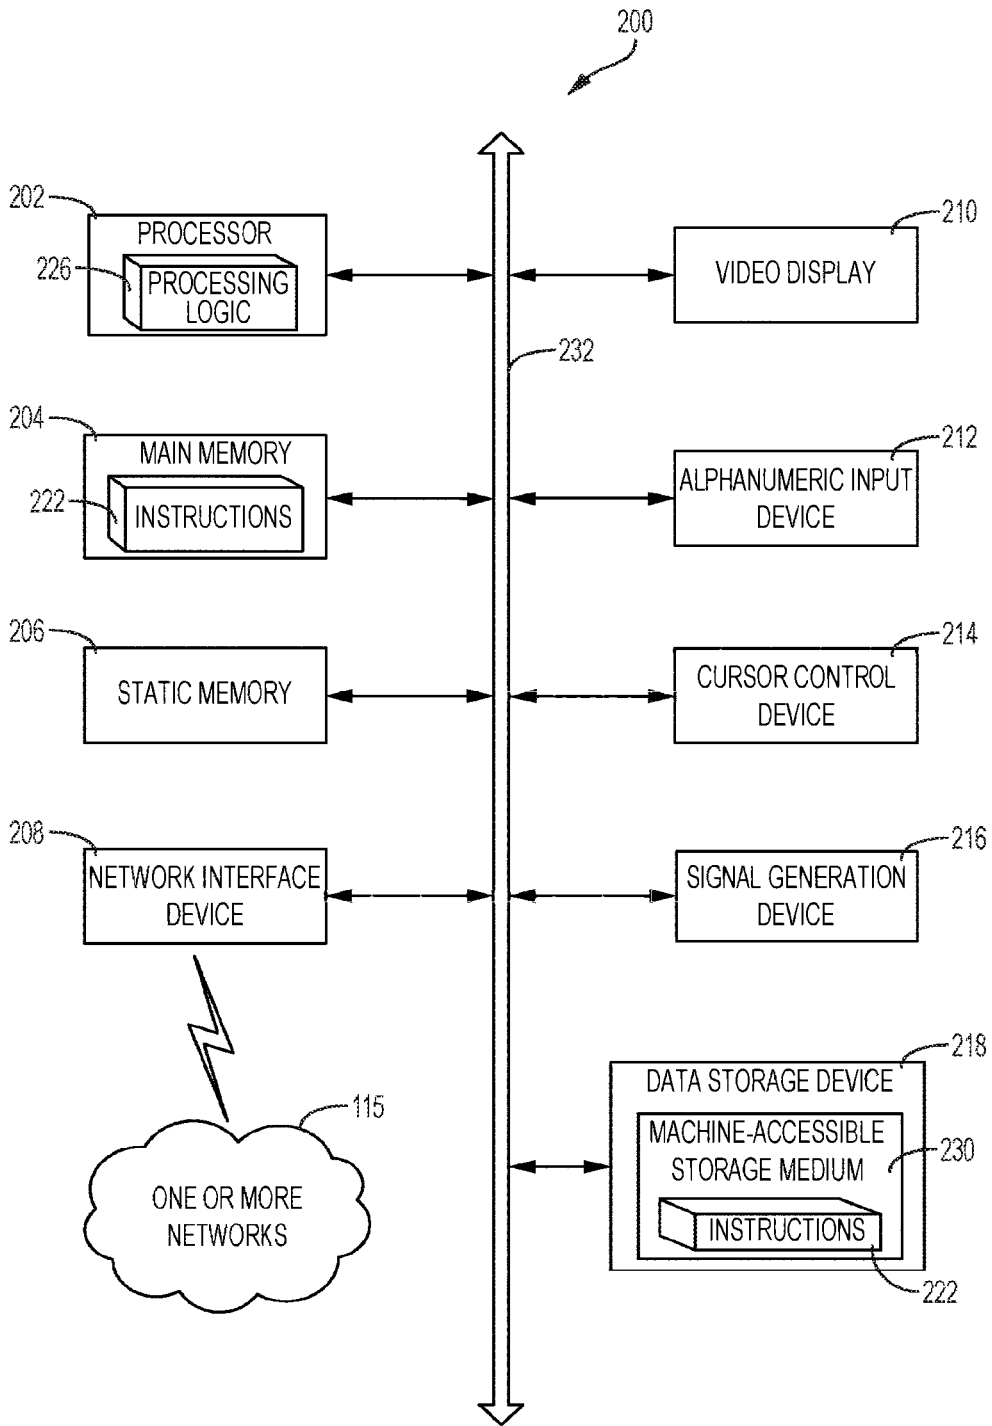 200
202
PROCESSOR
226
PROCESSING
LOGIC
210
VIDEO DISPLAY
232
204
MAIN MEMORY
222
INSTRUCTIONS
212
ALPHANUMERIC INPUT
DEVICE
206
STATIC MEMORY
214
CURSOR CONTROL
DEVICE
208
NETWORK INTERFACE
DEVICE
216
SIGNAL GENERATION
DEVICE
115
ONE OR MORE
NETWORKS
218
DATA STORAGE DEVICE
MACHINE-ACCESSIBLE
STORAGE MEDIUM
230
INSTRUCTIONS
222